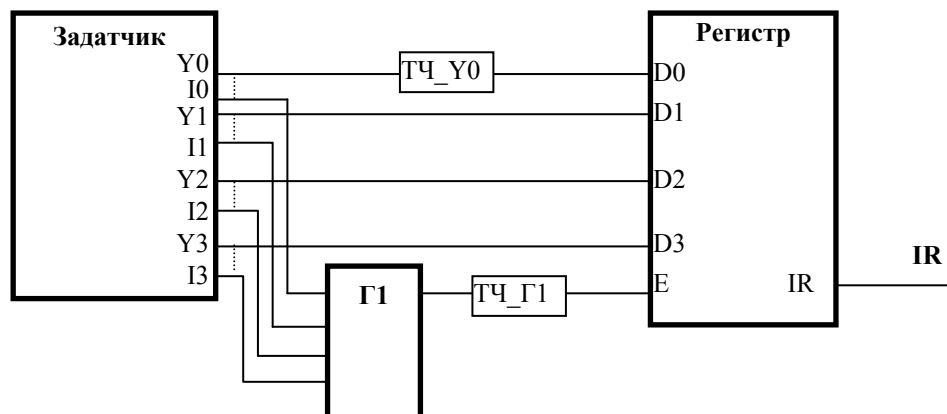 Задатчик
Y0
I0
Y1
I1
Y2
I2
Y3
I3
ТЧ_Y0
Г1
ТЧ_Г1
Регистр
D0
D1
D2
D3
E
IR
IR